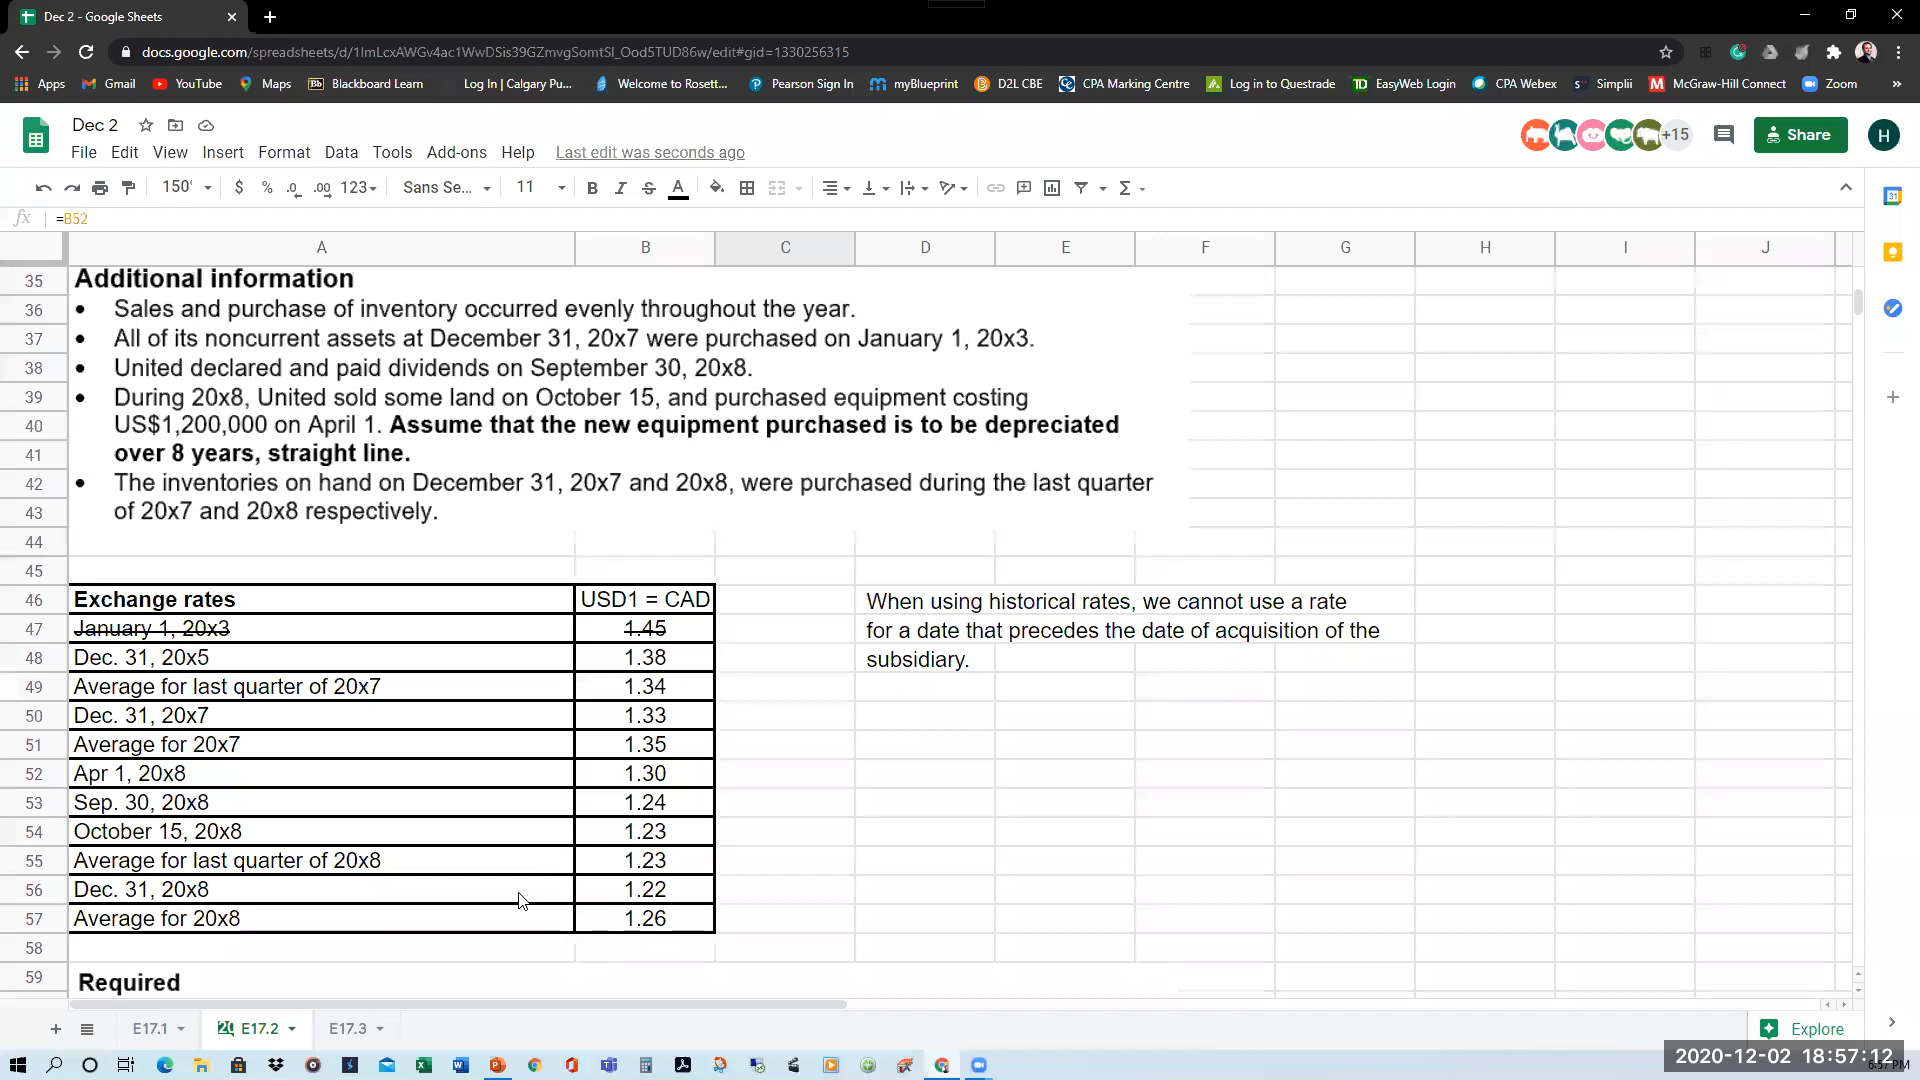 Dec 2 - Google Sheets
docs.google.com/spreadsheets/d/1ImLcxAWGv4ac1WwDSis39GZmvgSomtSl_Ood5TUD86w/edit#gid=1330256315
Apps Gmail YouTube Maps Bb Blackboard Learn Log In | Calgary Pu... Welcome to Rosett... Pearson Sign In myBlueprint D2L CBE CPA Marking Centre Log in to Questrade TD EasyWeb Login CPA Webex Simplii McGraw-Hill Connect Zoom »
Dec 2
+15
Share
H
File Edit View Insert Format Data Tools Add-ons Help Last edit was seconds ago
150% $ % .0 .00 123 Sans Se... 11 B I S A
fx =B52
A B C D E F G H I J
35 Additional information
36 • Sales and purchase of inventory occurred evenly throughout the year.
37 • All of its noncurrent assets at December 31, 20x7 were purchased on January 1, 20x3.
38 • United declared and paid dividends on September 30, 20x8.
39 • During 20x8, United sold some land on October 15, and purchased equipment costing
40 US$1,200,000 on April 1. Assume that the new equipment purchased is to be depreciated
41 over 8 years, straight line.
42 • The inventories on hand on December 31, 20x7 and 20x8, were purchased during the last quarter
43 of 20x7 and 20x8 respectively.
44
45
46 Exchange rates USD1 = CAD When using historical rates, we cannot use a rate
47 January 1, 20x3 1.45 for a date that precedes the date of acquisition of the
48 Dec. 31, 20x5 1.38 subsidiary.
49 Average for last quarter of 20x7 1.34
50 Dec. 31, 20x7 1.33
51 Average for 20x7 1.35
52 Apr 1, 20x8 1.30
53 Sep. 30, 20x8 1.24
54 October 15, 20x8 1.23
55 Average for last quarter of 20x8 1.23
56 Dec. 31, 20x8 1.22
57 Average for 20x8 1.26
58
59 Required
E17.1 E17.2 E17.3 Explore
2020-12-02 18:57:12